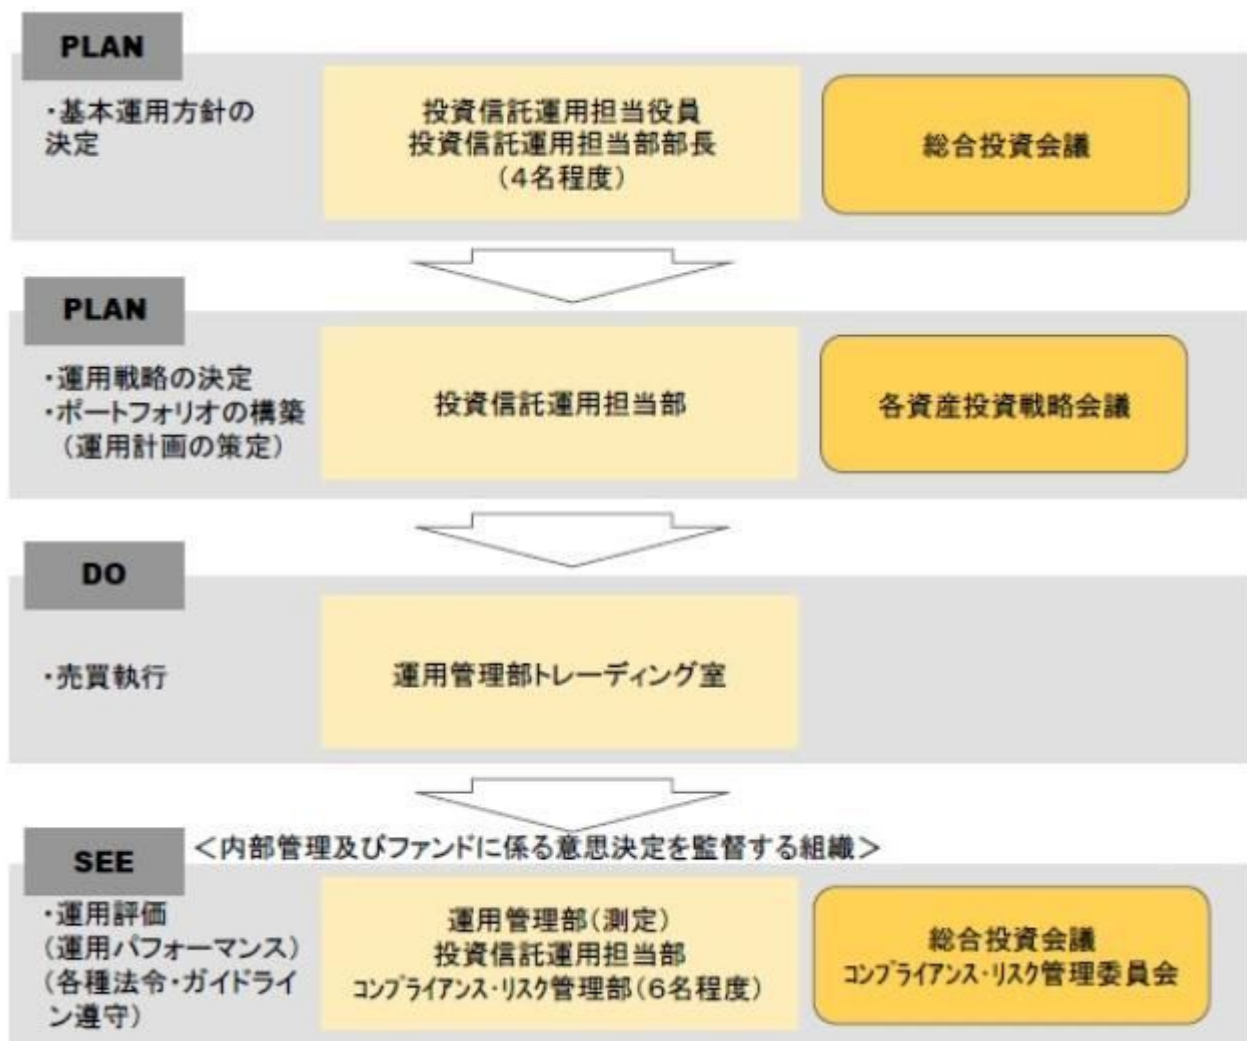 PLAN
・基本運用方針の
決定
投資信託運用担当役員
投資信託運用担当部部長
（4名程度）
総合投資会議
PLAN
・運用戦略の決定
・ポートフォリオの構築
（運用計画の策定）
投資信託運用担当部
各資産投資戦略会議
DO
・売買執行
運用管理部トレーディング室
SEE
＜内部管理及びファンドに係る意思決定を監督する組織＞
・運用評価
(運用パフォーマンス)
(各種法令・ガイドライ
ン遵守)
運用管理部(測定)
投資信託運用担当部
ｺﾝﾌﾟﾗｲｱﾝｽ・ﾘｽｸ管理部(6名程度)
総合投資会議
ｺﾝﾌﾟﾗｲｱﾝｽ・ﾘｽｸ管理委員会